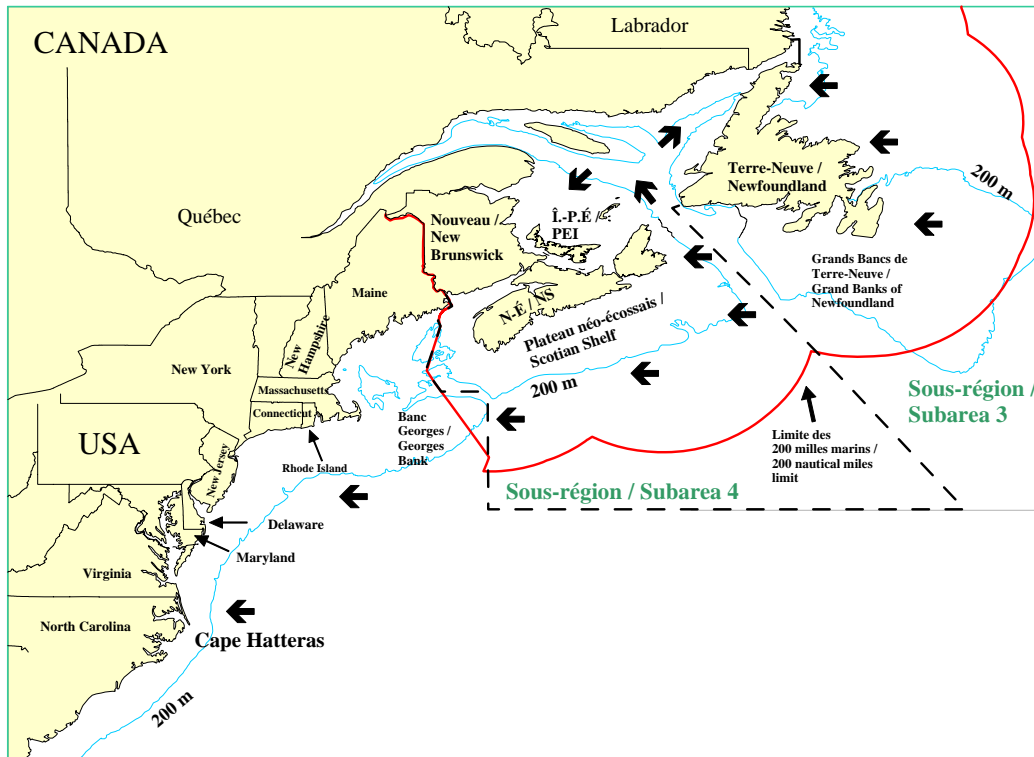 CANADA
Labrador
Québec
Terre-Neuve /
Newfoundland
200 m
Nouveau /
New
Brunswick
Î.-P.É / :
PEI
Maine
N-É / NS
Plateau néo-écossais /
Scotian Shelf
Grands Bancs de
Terre-Neuve /
Grand Banks of
Newfoundland
New
Hampshire
New York
Massachusetts
Connecticut
200 m
Sous-région /
Subarea 3
USA
Banc
Georges /
Georges
Bank
Limite des
200 milles marins /
200 nautical miles
limit
Rhode Island
New Jersey
Sous-région / Subarea 4
Delaware
Maryland
Virginia
North Carolina
Cape Hatteras
200 m